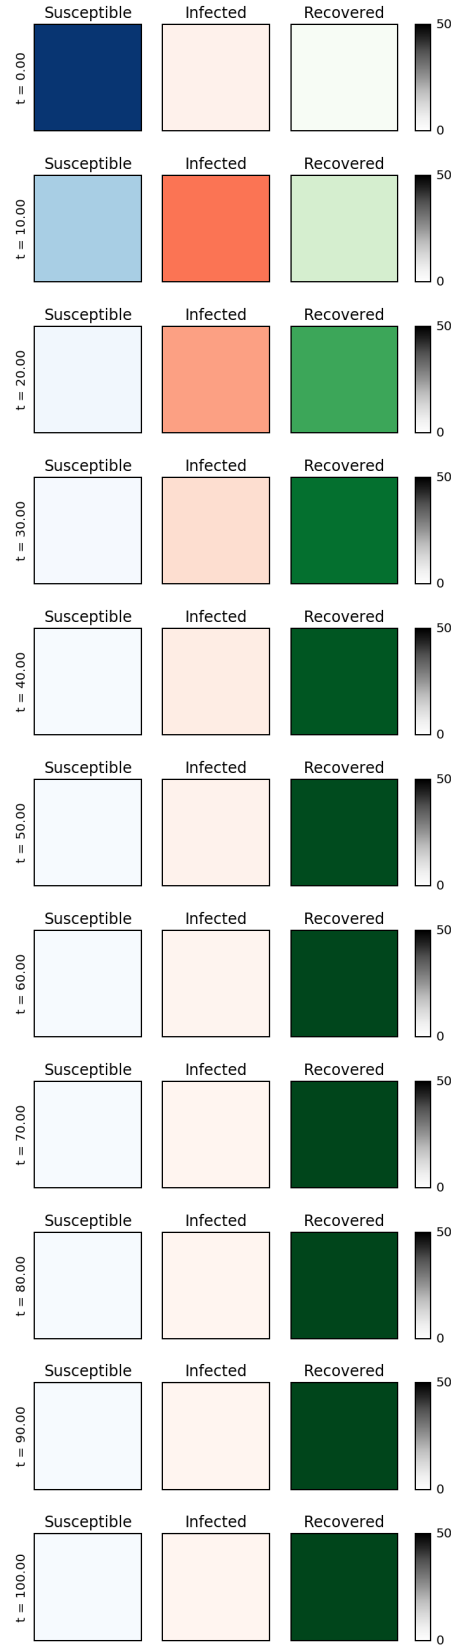 Susceptible Infected Recovered
50
t = 0.00
0
Susceptible Infected Recovered
50
t = 10.00
0
Susceptible Infected Recovered
50
t = 20.00
0
Susceptible Infected Recovered
50
t = 30.00
0
Susceptible Infected Recovered
50
t = 40.00
0
Susceptible Infected Recovered
50
t = 50.00
0
Susceptible Infected Recovered
50
t = 60.00
0
Susceptible Infected Recovered
50
t = 70.00
0
Susceptible Infected Recovered
50
t = 80.00
0
Susceptible Infected Recovered
50
t = 90.00
0
Susceptible Infected Recovered
50
t = 100.00
0